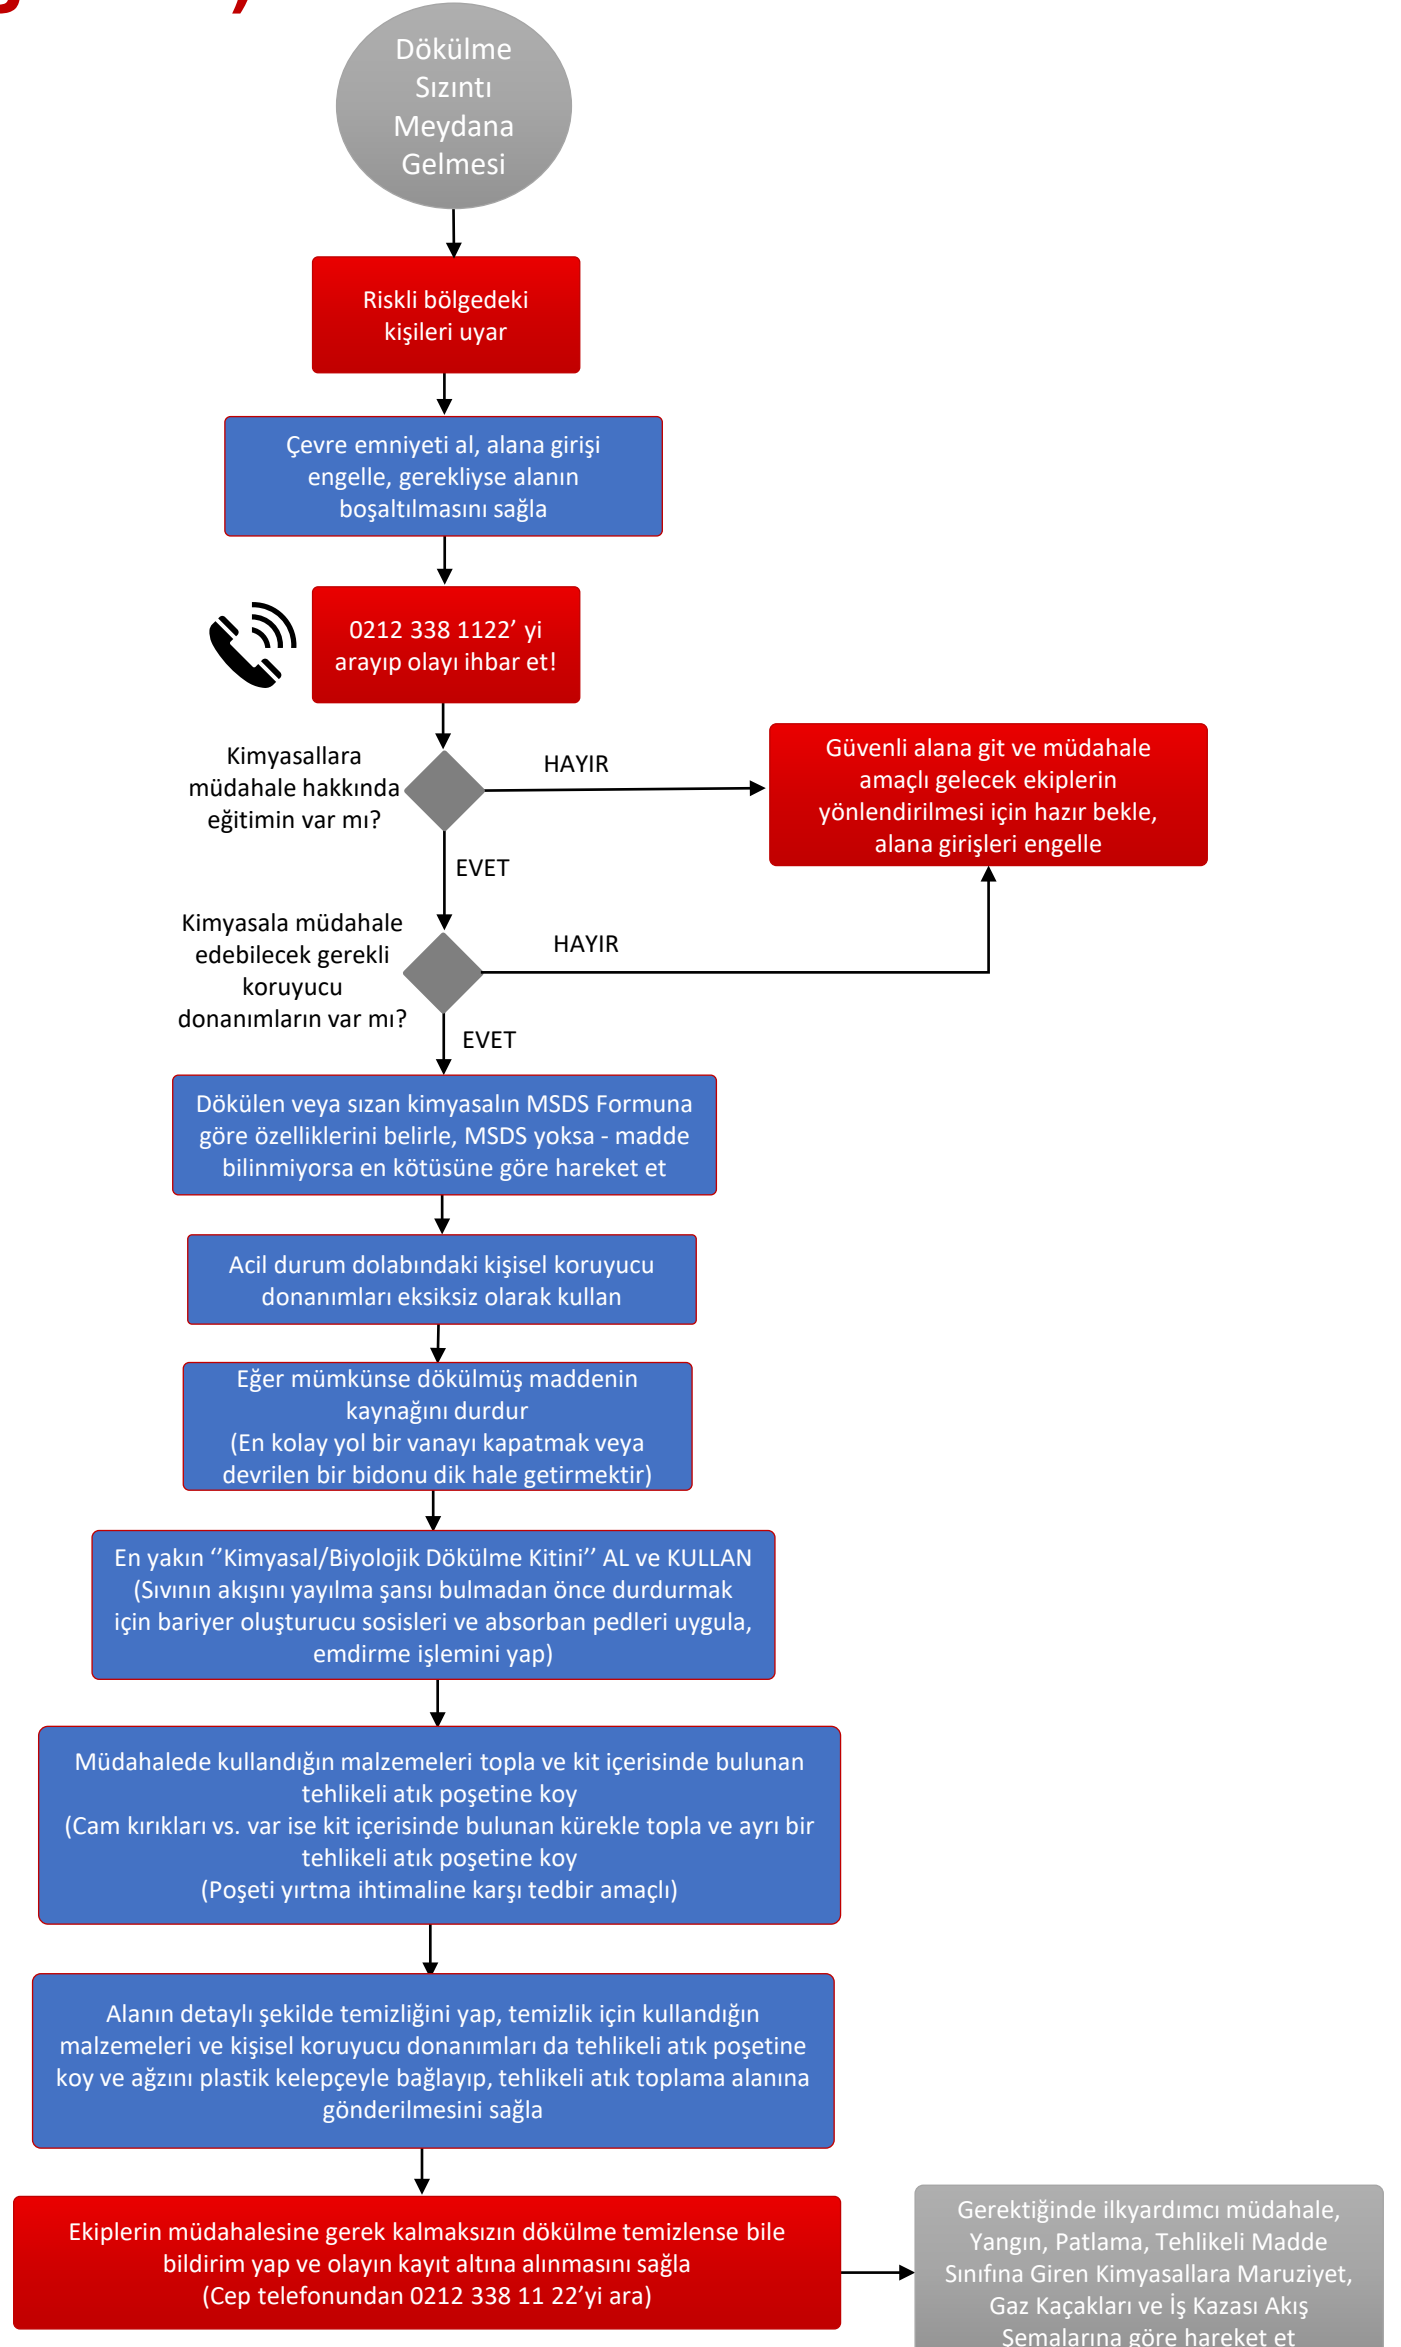 Dökülme
Sızıntı
Meydana
Gelmesi
Riskli bölgedeki
kişileri uyar
Çevre emniyeti al, alana girişi
engelle, gerekliyse alanın
boşaltılmasını sağla
0212 338 1122’ yi
arayıp olayı ihbar et!
Kimyasallara
müdahale hakkında
eğitimin var mı?
HAYIR
Güvenli alana git ve müdahale
amaçlı gelecek ekiplerin
yönlendirilmesi için hazır bekle,
alana girişleri engelle
EVET
Kimyasala müdahale
edebilecek gerekli
koruyucu
donanımların var mı?
HAYIR
EVET
Dökülen veya sızan kimyasalın MSDS Formuna
göre özelliklerini belirle, MSDS yoksa - madde
bilinmiyorsa en kötüsüne göre hareket et
Acil durum dolabındaki kişisel koruyucu
donanımları eksiksiz olarak kullan
Eğer mümkünse dökülmüş maddenin
kaynağını durdur
(En kolay yol bir vanayı kapatmak veya
devrilen bir bidonu dik hale getirmektir)
En yakın ‘’Kimyasal/Biyolojik Dökülme Kitini’’ AL ve KULLAN
(Sıvının akışını yayılma şansı bulmadan önce durdurmak
için bariyer oluşturucu sosisleri ve absorban pedleri uygula,
emdirme işlemini yap)
Müdahalede kullandığın malzemeleri topla ve kit içerisinde bulunan
tehlikeli atık poşetine koy
(Cam kırıkları vs. var ise kit içerisinde bulunan kürekle topla ve ayrı bir
tehlikeli atık poşetine koy
(Poşeti yırtma ihtimaline karşı tedbir amaçlı)
Alanın detaylı şekilde temizliğini yap, temizlik için kullandığın
malzemeleri ve kişisel koruyucu donanımları da tehlikeli atık poşetine
koy ve ağzını plastik kelepçeyle bağlayıp, tehlikeli atık toplama alanına
gönderilmesini sağla
Ekiplerin müdahalesine gerek kalmaksızın dökülme temizlense bile
bildirim yap ve olayın kayıt altına alınmasını sağla
(Cep telefonundan 0212 338 11 22’yi ara)
Gerektiğinde ilkyardımcı müdahale,
Yangın, Patlama, Tehlikeli Madde
Sınıfına Giren Kimyasallara Maruziyet,
Gaz Kaçakları ve İş Kazası Akış
Şemalarına göre hareket et